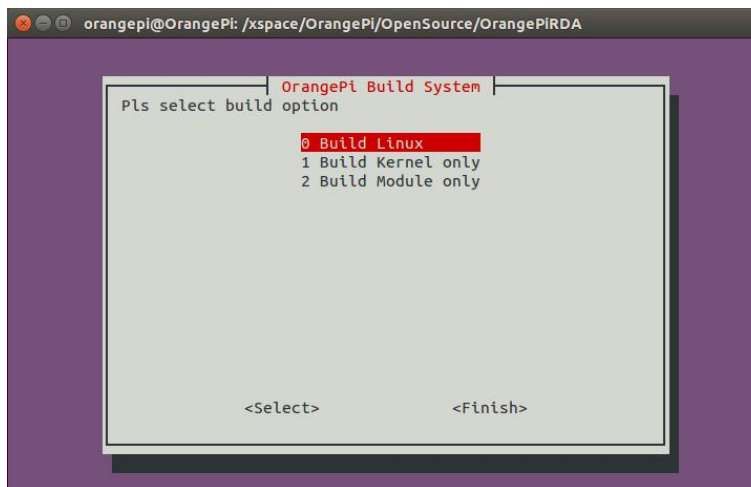 orangepi@OrangePi: /xspace/OrangePi/OpenSource/OrangePiRDA
OrangePi Build System
Pls select build option
0 Build Linux
1 Build Kernel only
2 Build Module only
<Select> <Finish>